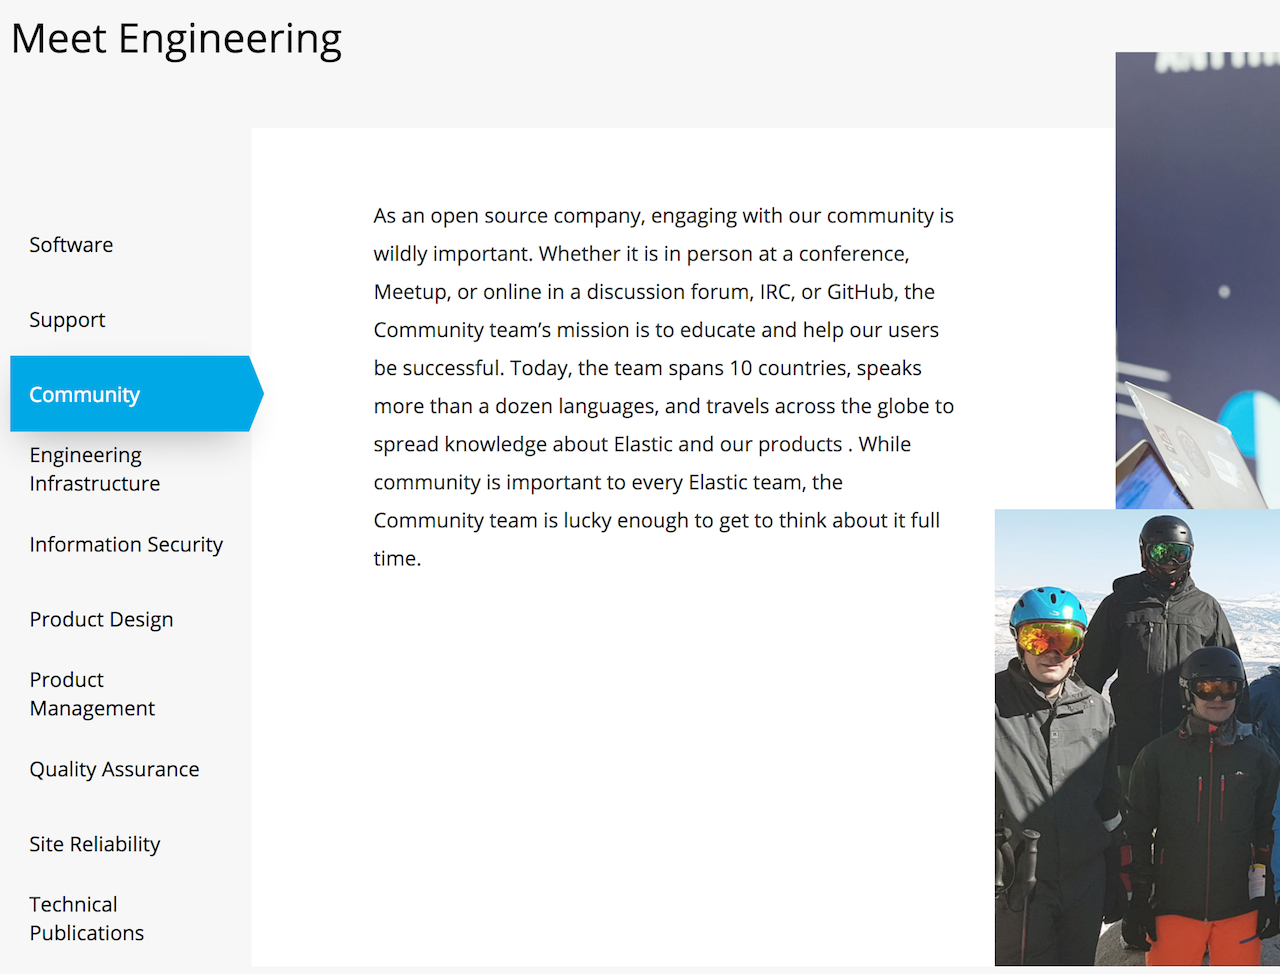 Meet Engineering
Software
Support
Community
Engineering
Infrastructure
Information Security
Product Design
Product
Management
Quality Assurance
Site Reliability
Technical
Publications
As an open source company, engaging with our community is
wildly important. Whether it is in person at a conference,
Meetup, or online in a discussion forum, IRC, or GitHub, the
Community team’s mission is to educate and help our users
be successful. Today, the team spans 10 countries, speaks
more than a dozen languages, and travels across the globe to
spread knowledge about Elastic and our products . While
community is important to every Elastic team, the
Community team is lucky enough to get to think about it full
time.